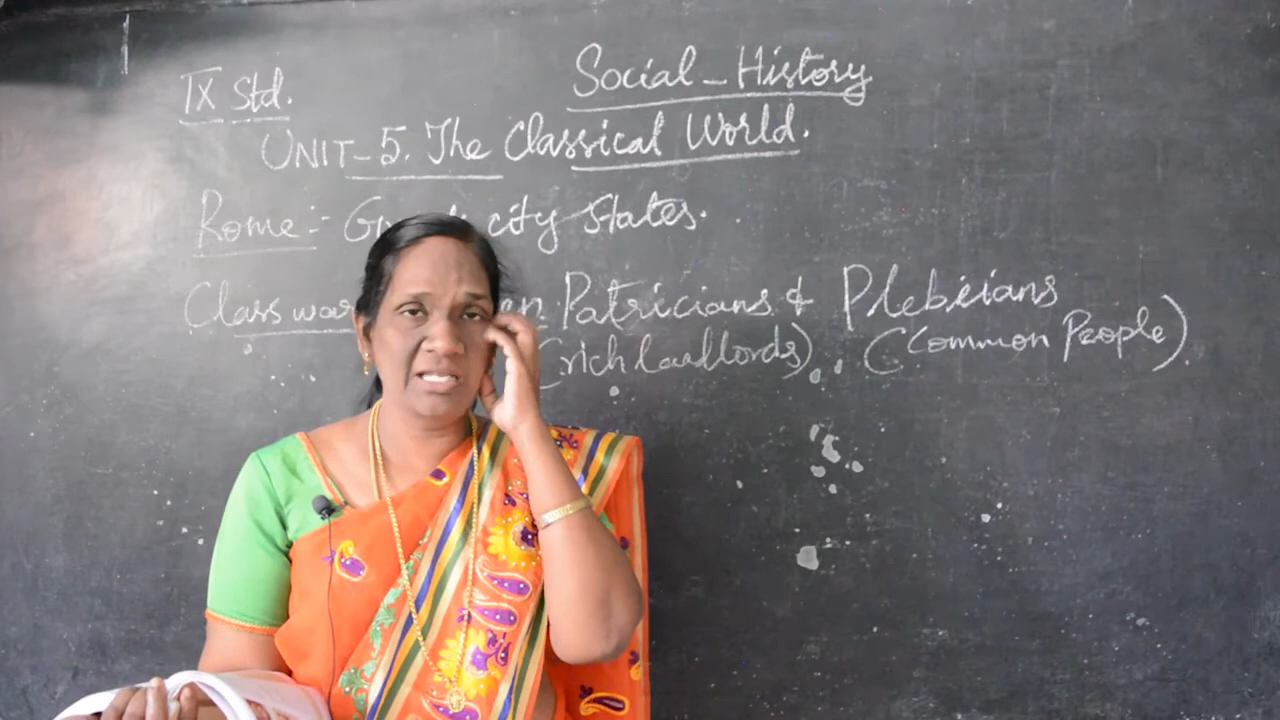 IX Std.
Social - History
UNIT-5. The Classical World.
Rome:- city States.
Class war Patricians & Plebeians
(rich landlords), (Common People).